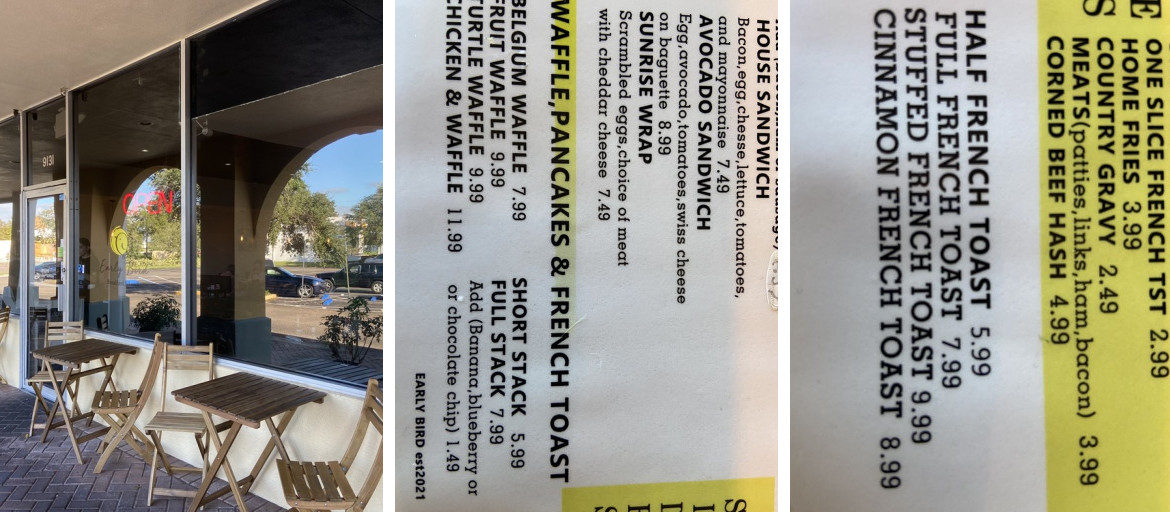 9131
OPEN
Early Bird
HOUSE SANDWICH
Bacon,egg,chesse,lettuce,tomatoes,
and mayonnaise 7.49
AVOCADO SANDWICH
Egg,avocado,tomatoes,swiss cheese
on baguette 8.99
SUNRISE WRAP
Scrambled eggs,choice of meat
with cheddar cheese 7.49
WAFFLE,PANCAKES & FRENCH TOAST
BELGIUM WAFFLE 7.99
FRUIT WAFFLE 9.99
TURTLE WAFFLE 9.99
CHICKEN & WAFFLE 11.99
SHORT STACK 5.99
FULL STACK 7.99
Add (Banana,blueberry or
or chocolate chip) 1.49
EARLY BIRD est2021
ONE SLICE FRENCH TST 2.99
HOME FRIES 3.99
COUNTRY GRAVY 2.49
MEATS(patties,links,ham,bacon) 3.99
CORNED BEEF HASH 4.99
HALF FRENCH TOAST 5.99
FULL FRENCH TOAST 7.99
STUFFED FRENCH TOAST 9.99
CINNAMON FRENCH TOAST 8.99